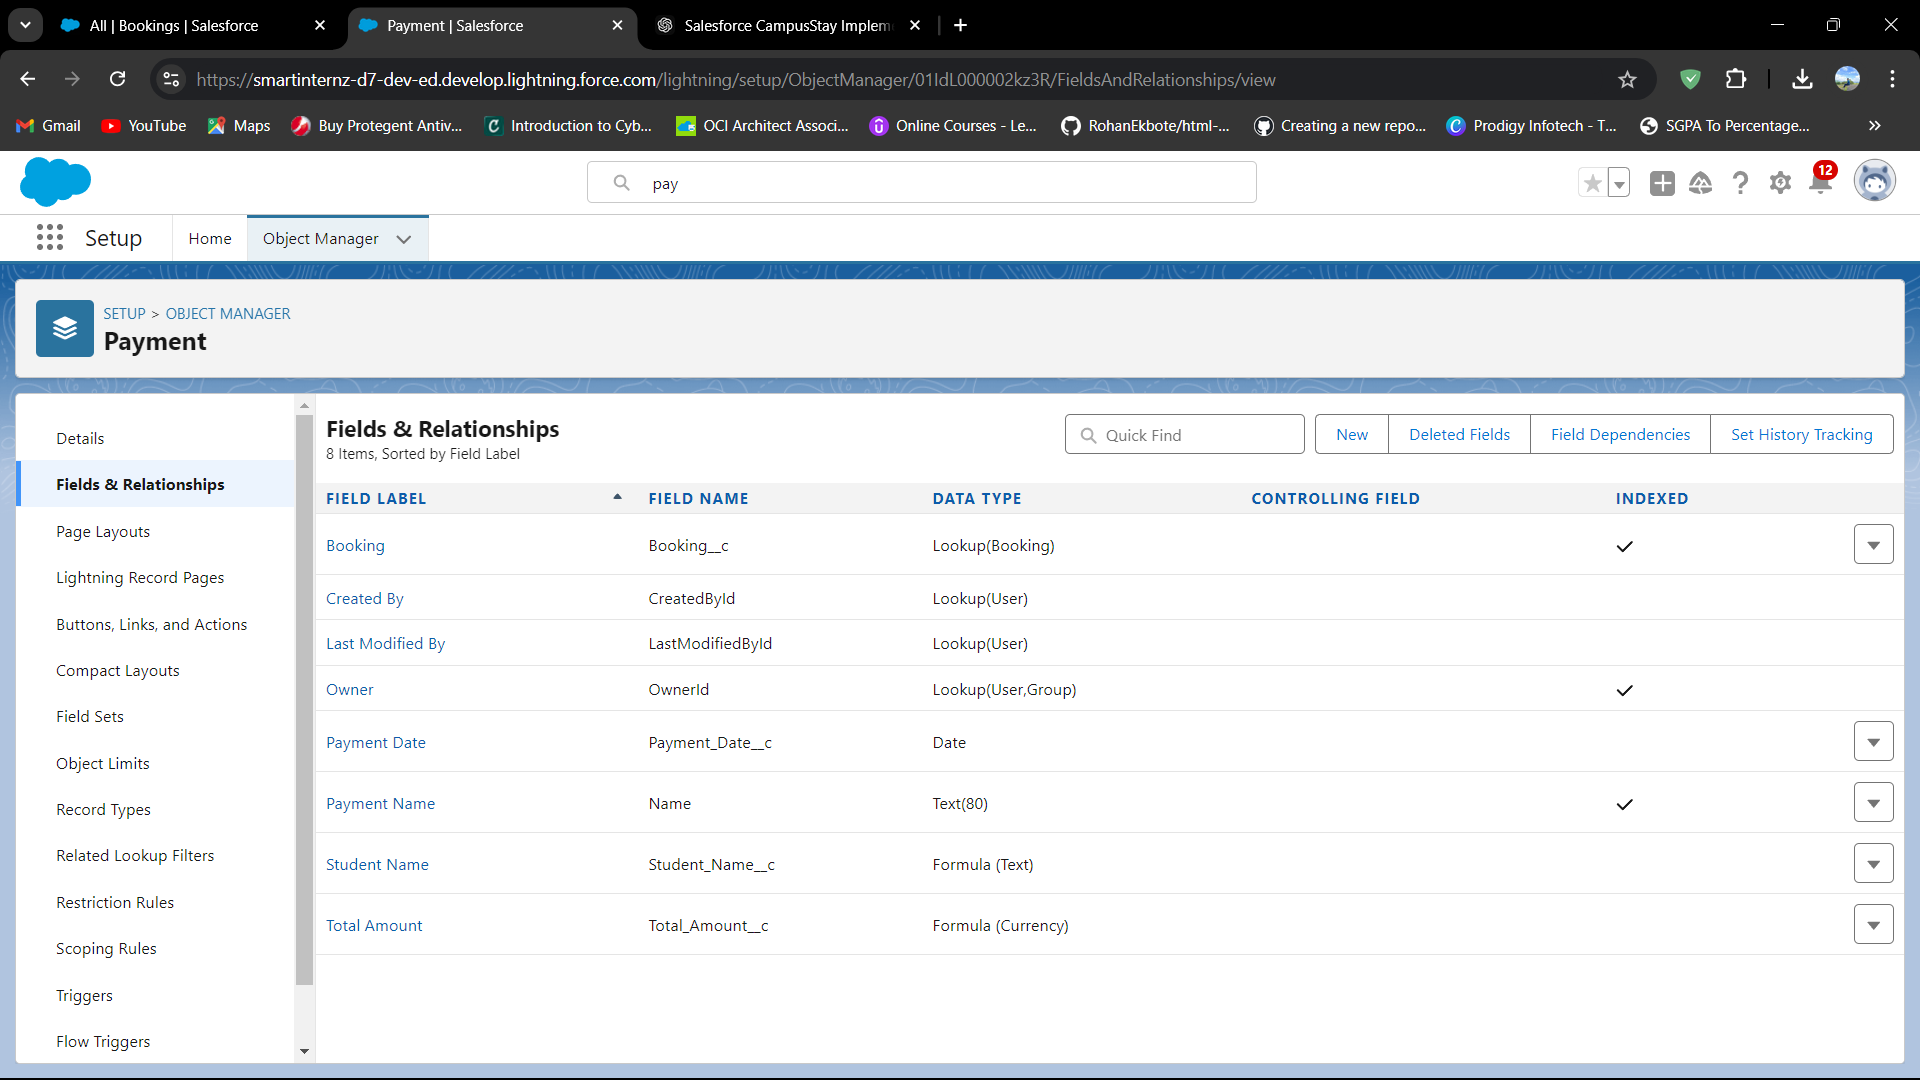 All | Bookings | Salesforce
Payment | Salesforce
Salesforce CampusStay Implem
https://smartinternz-d7-dev-ed.develop.lightning.force.com/lightning/setup/ObjectManager/01IdL000002kz3R/FieldsAndRelationships/view
Gmail YouTube Maps Buy Protegent Antiv... Introduction to Cyb... OCI Architect Associ... Online Courses - Le... RohanEkbote/html-... Creating a new repo... Prodigy Infotech - T... SGPA To Percentage...
pay
12
Setup Home Object Manager
SETUP > OBJECT MANAGER
Payment
Details
Fields & Relationships
Page Layouts
Lightning Record Pages
Buttons, Links, and Actions
Compact Layouts
Field Sets
Object Limits
Record Types
Related Lookup Filters
Restriction Rules
Scoping Rules
Triggers
Flow Triggers
Fields & Relationships
8 Items, Sorted by Field Label
Quick Find New Deleted Fields Field Dependencies Set History Tracking
FIELD LABEL FIELD NAME DATA TYPE CONTROLLING FIELD INDEXED
Booking Booking__c Lookup(Booking)
Created By CreatedById Lookup(User)
Last Modified By LastModifiedById Lookup(User)
Owner OwnerId Lookup(User,Group)
Payment Date Payment_Date__c Date
Payment Name Name Text(80)
Student Name Student_Name__c Formula (Text)
Total Amount Total_Amount__c Formula (Currency)